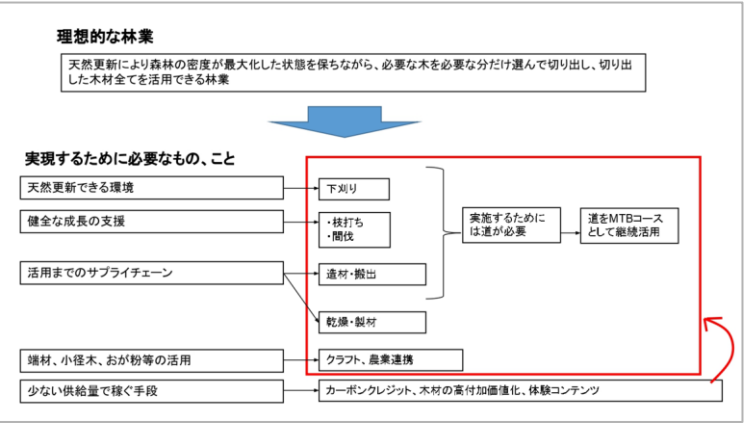 理想的な林業
天然更新により森林の密度が最大化した状態を保ちながら、必要な木を必要な分だけ選んで切り出し、切り出
した木材全てを活用できる林業
実現するために必要なもの、こと
天然更新できる環境
下刈り
健全な成長の支援
・枝打ち
・間伐
実施するために
は道が必要
道をMTBコース
として継続活用
活用までのサプライチェーン
造材・搬出
乾燥・製材
端材、小径木、おが粉等の活用
クラフト、農業連携
少ない供給量で稼ぐ手段
カーボンクレジット、木材の高付加価値化、体験コンテンツ